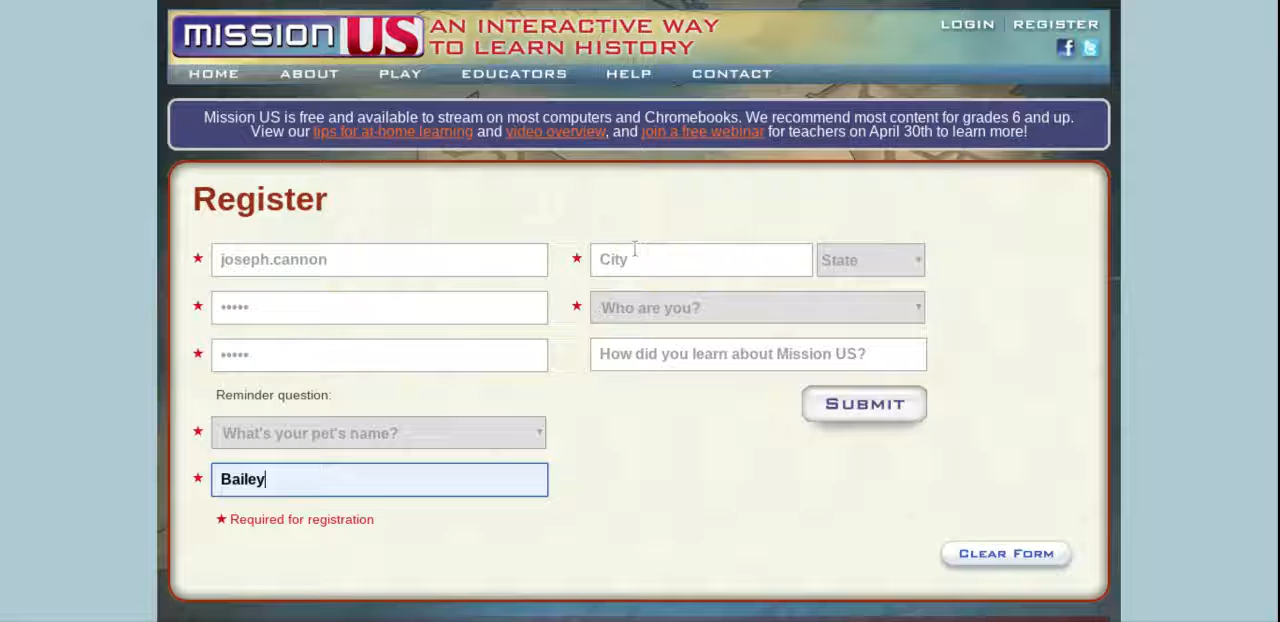 mission US AN INTERACTIVE WAY TO LEARN HISTORY
LOGIN | REGISTER
HOME ABOUT PLAY EDUCATORS HELP CONTACT
Mission US is free and available to stream on most computers and Chromebooks. We recommend most content for grades 6 and up.
View our tips for at-home learning and video overview, and join a free webinar for teachers on April 30th to learn more!
Register
★ joseph.cannon
★ •••••
★ •••••
Reminder question:
★ What's your pet's name?
★ Bailey
★ Required for registration
★ City State
★ Who are you?
How did you learn about Mission US?
SUBMIT
CLEAR FORM